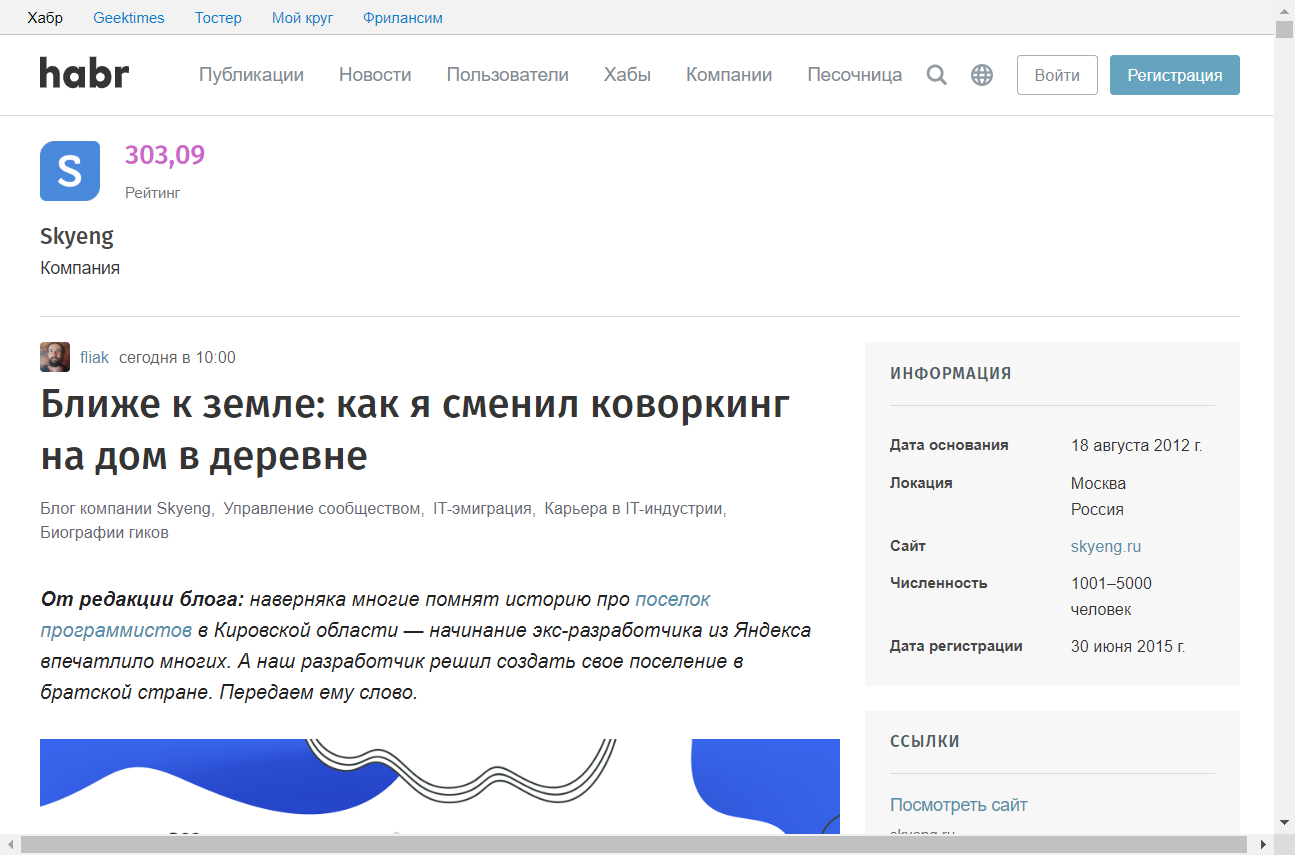 Хабр Geektimes Тостер Мой круг Фрилансим
habr Публикации Новости Пользователи Хабы Компании Песочница Войти Регистрация
S 303,09
Рейтинг
Skyeng
Компания
fliak сегодня в 10:00
Ближе к земле: как я сменил коворкинг
на дом в деревне
Блог компании Skyeng, Управление сообществом, IT-эмиграция, Карьера в IT-индустрии,
Биографии гиков
От редакции блога: наверняка многие помнят историю про поселок
программистов в Кировской области — начинание экс-разработчика из Яндекса
впечатлило многих. А наш разработчик решил создать свое поселение в
братской стране. Передаем ему слово.
ИНФОРМАЦИЯ
Дата основания 18 августа 2012 г.
Локация Москва
Россия
Сайт skyeng.ru
Численность 1001–5000
человек
Дата регистрации 30 июня 2015 г.
ССЫЛКИ
Посмотреть сайт